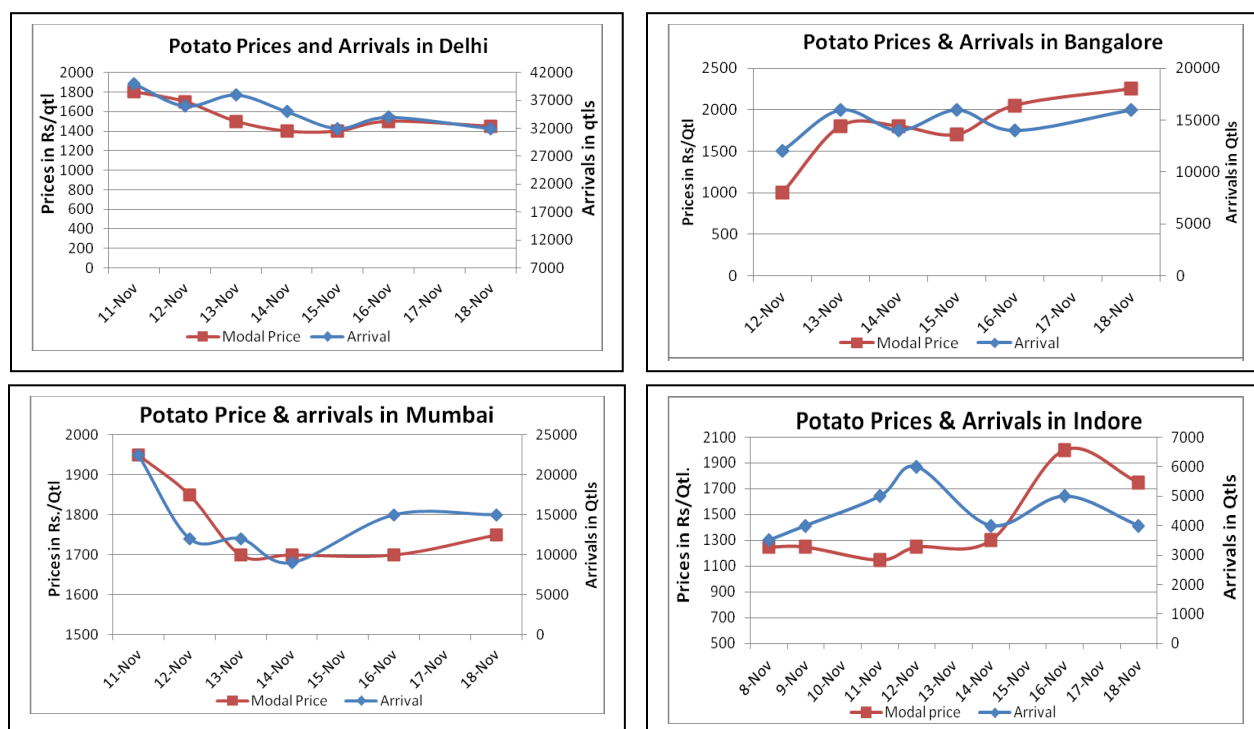 Potato Prices and Arrivals in Delhi
Prices in Rs/qtl
2000
1800
1600
1400
1200
1000
800
600
400
200
0
42000
37000
32000
27000
22000
17000
12000
7000
Arrivals in qtls
11-Nov
12-Nov
13-Nov
14-Nov
15-Nov
16-Nov
17-Nov
18-Nov
Modal Price
Arrival
Potato Prices & Arrivals in Bangalore
Prices in Rs/Qtl
2500
2000
1500
1000
500
0
20000
15000
10000
5000
0
Arrivals in Qtls
12-Nov
13-Nov
14-Nov
15-Nov
16-Nov
17-Nov
18-Nov
Modal Price
Arrival
Potato Price & arrivals in Mumbai
Prices in Rs./Qtl
2000
1900
1800
1700
1600
1500
25000
20000
15000
10000
5000
0
Arrivals in Qtls
11-Nov
12-Nov
13-Nov
14-Nov
15-Nov
16-Nov
17-Nov
18-Nov
Modal Price
Arrival
Potato Prices & Arrivals in Indore
Prices in Rs/Qtl.
2100
1900
1700
1500
1300
1100
900
700
500
7000
6000
5000
4000
3000
2000
1000
0
Arrivals in Qtls
8-Nov
9-Nov
10-Nov
11-Nov
12-Nov
13-Nov
14-Nov
15-Nov
16-Nov
17-Nov
18-Nov
Modal price
Arrival